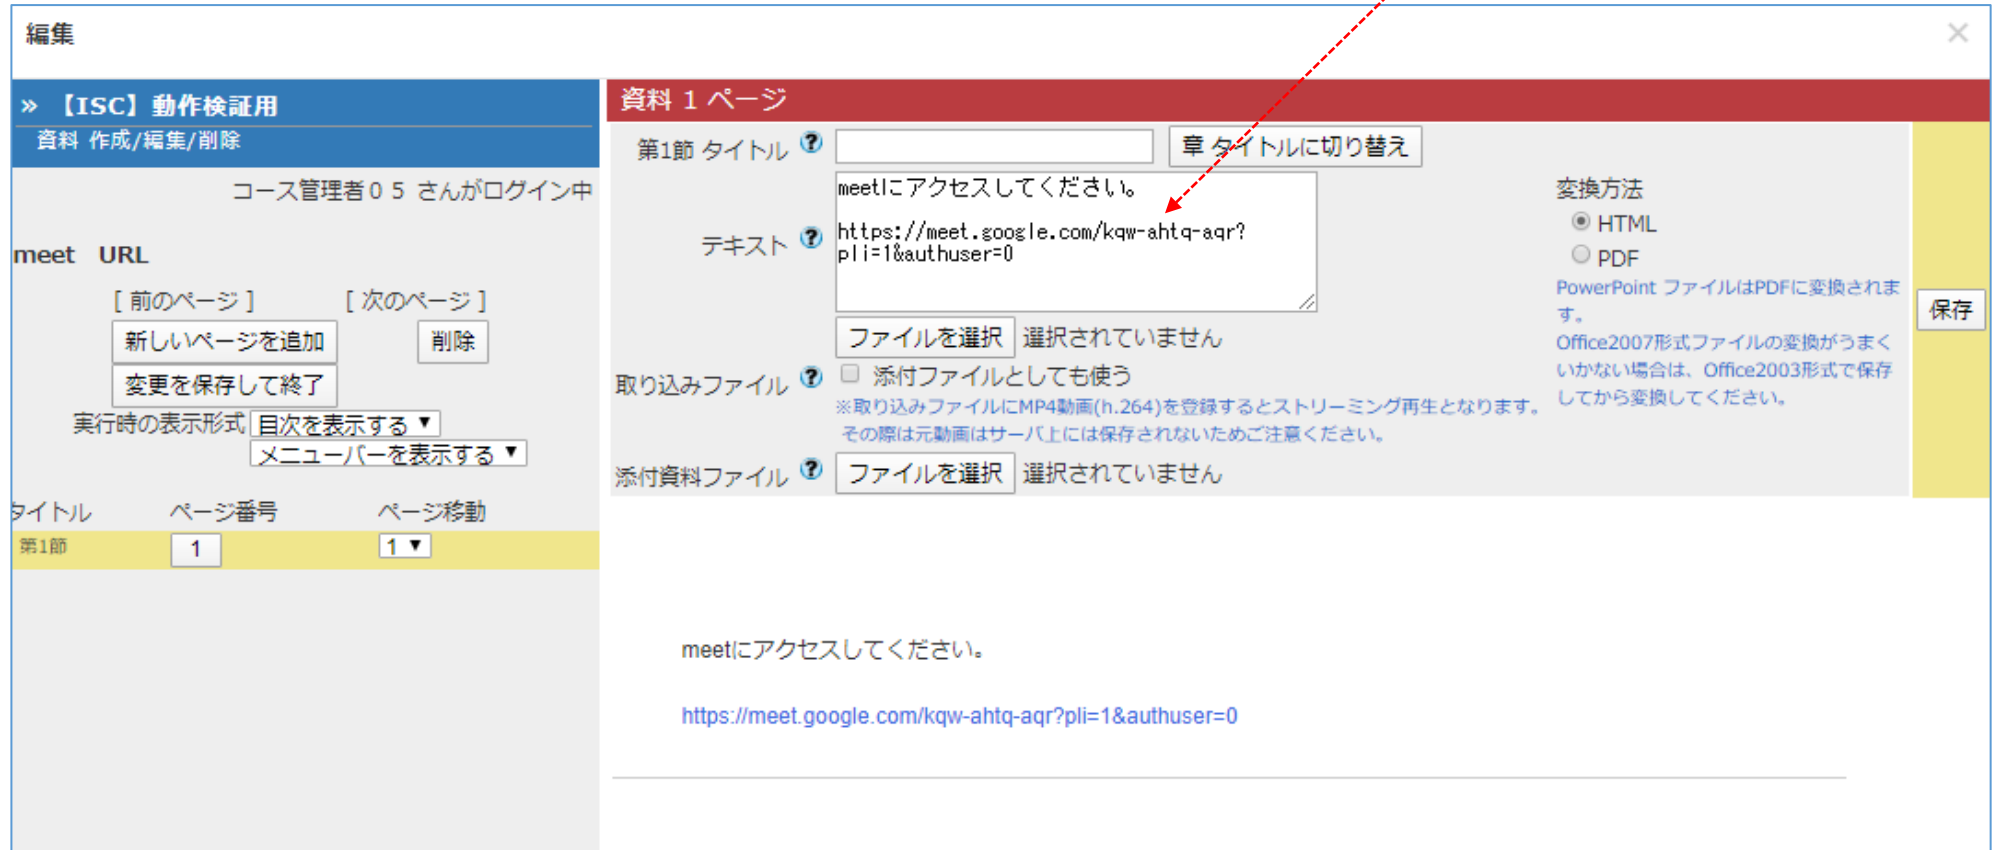 編集
×
» 【ISC】動作検証用
資料 作成/編集/削除
コース管理者０５ さんがログイン中
meet URL
[ 前のページ ] [ 次のページ ]
新しいページを追加 削除
変更を保存して終了
実行時の表示形式 目次を表示する ▼
メニューバーを表示する ▼
タイトル ページ番号 ページ移動
第1節 1 1 ▼
資料 1 ページ
第1節 タイトル ? 章 タイトルに切り替え
テキスト ?
meetにアクセスしてください。
https://meet.google.com/kqw-ahtq-aqr?
pli=1&authuser=0
ファイルを選択 選択されていません
取り込みファイル ? 添付ファイルとしても使う
※取り込みファイルにMP4動画(h.264)を登録するとストリーミング再生となります。
その際は元動画はサーバ上には保存されないためご注意ください。
添付資料ファイル ? ファイルを選択 選択されていません
変換方法
HTML
PDF
PowerPoint ファイルはPDFに変換されま
す。
Office2007形式ファイルの変換がうまく
いかない場合は、Office2003形式で保存
してから変換してください。
保存
meetにアクセスしてください。
https://meet.google.com/kqw-ahtq-aqr?pli=1&authuser=0